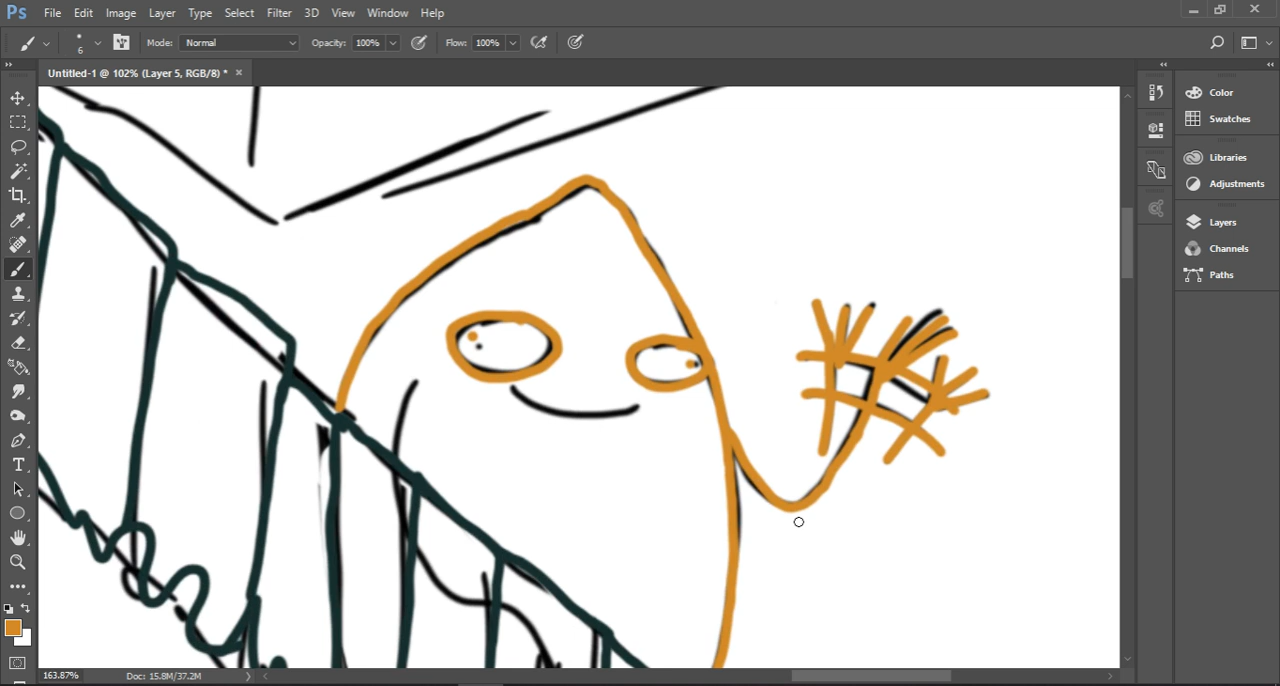 Ps File Edit Image Layer Type Select Filter 3D View Window Help
6 Mode: Normal Opacity: 100% Flow: 100%
Untitled-1 @ 102% (Layer 5, RGB/8) * ×
Color
Swatches
Libraries
Adjustments
Layers
Channels
Paths
163.87% Doc: 15.8M/37.2M